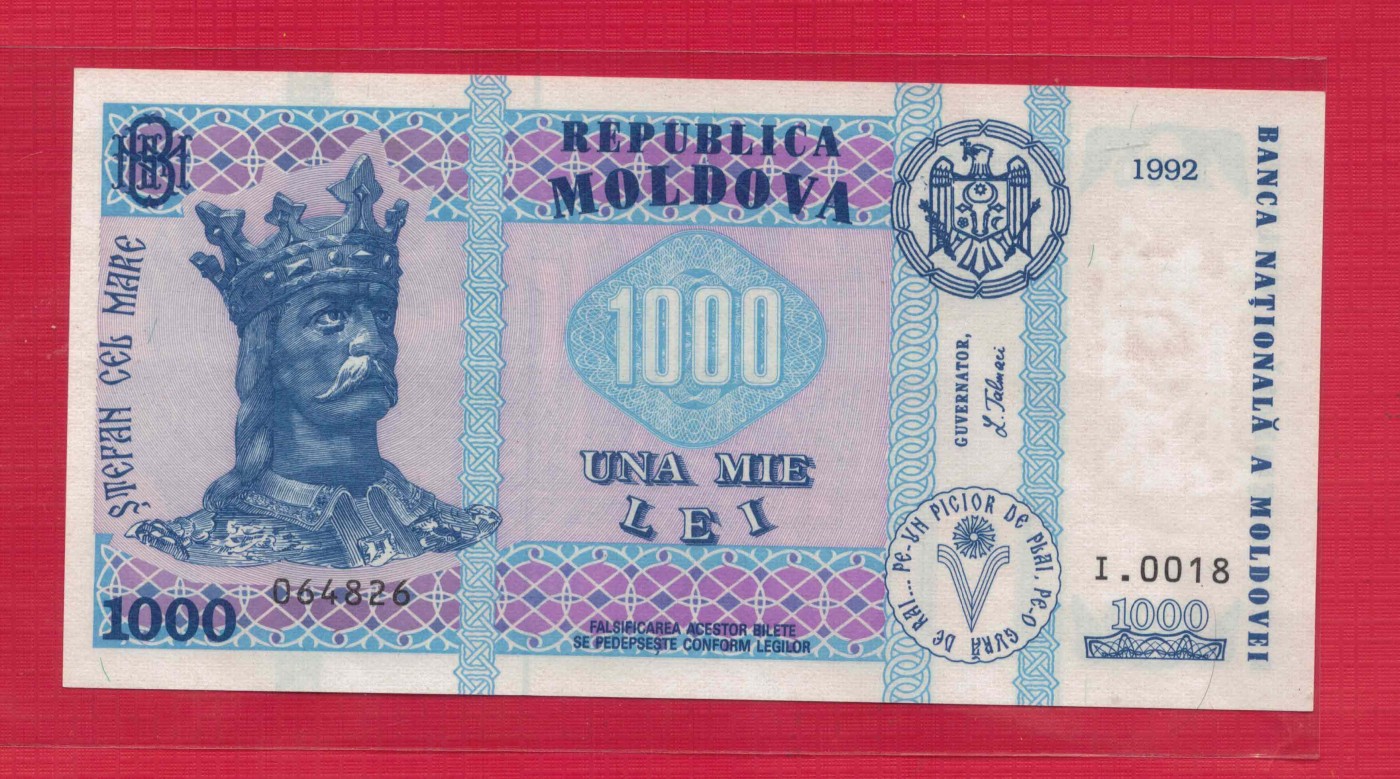 REPUBLICA
MOLDOVA
1992
BANCA NAŢIONALĂ A MOLDOVEI
ŞTEFAN CEL MARE
1000
GUVERNATOR,
L. Talmaci
UNA MIE
LEI
PE-UN PICIOR DE PLAI, PE-O GURĂ DE RAI...
I.0018
1000
064826
1000
FALSIFICAREA ACESTOR BILETE
SE PEDEPSEŞTE CONFORM LEGILOR